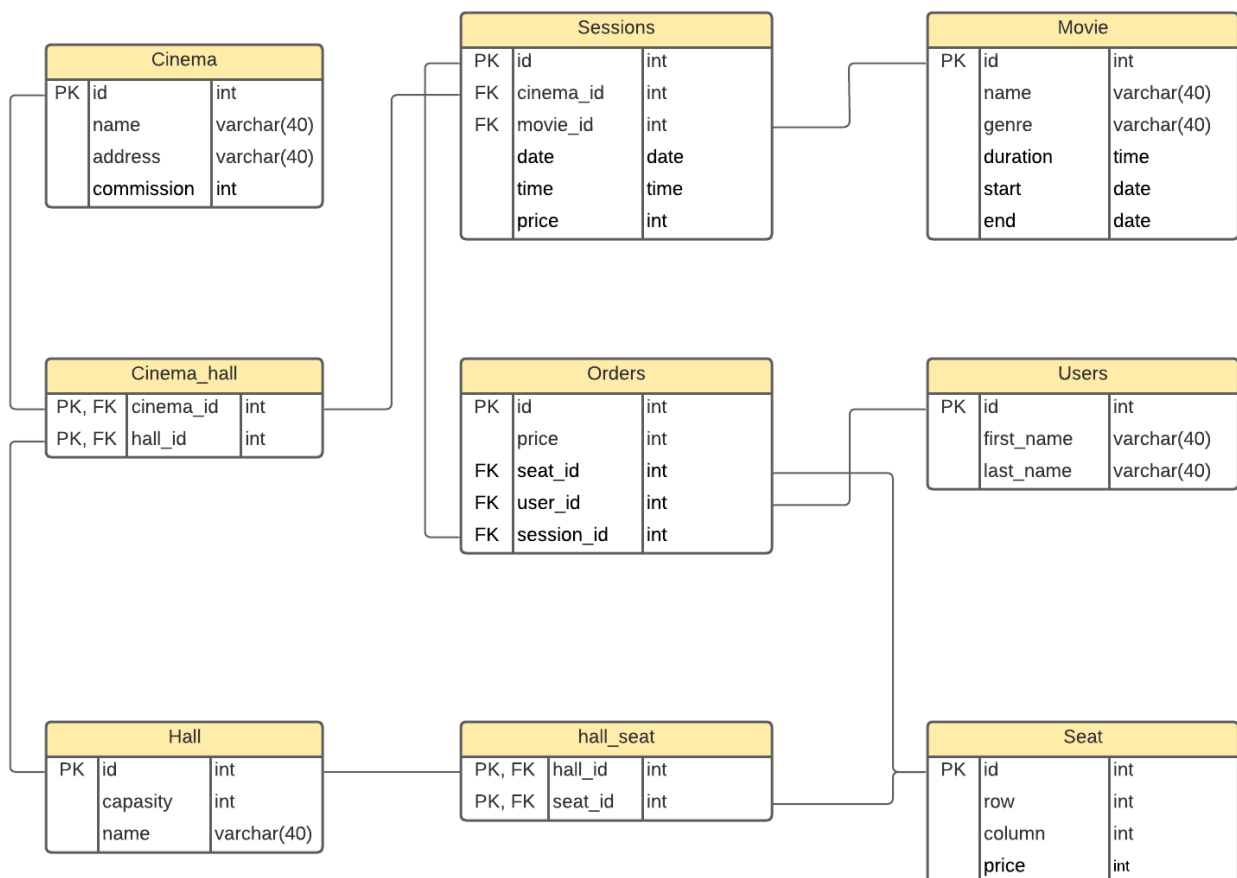 Cinema
PK id int
name varchar(40)
address varchar(40)
commission int
Sessions
PK id int
FK cinema_id int
FK movie_id int
date date
time time
price int
Movie
PK id int
name varchar(40)
genre varchar(40)
duration time
start date
end date
Cinema_hall
PK, FK cinema_id int
PK, FK hall_id int
Orders
PK id int
price int
FK seat_id int
FK user_id int
FK session_id int
Users
PK id int
first_name varchar(40)
last_name varchar(40)
Hall
PK id int
capasity int
name varchar(40)
hall_seat
PK, FK hall_id int
PK, FK seat_id int
Seat
PK id int
row int
column int
price int